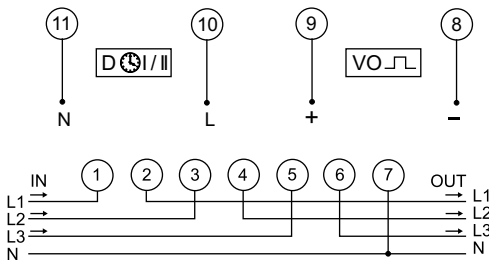 11 10 9 8
D I / II VO
N L + −
IN 1 2 3 4 5 6 7 OUT
L1 L1
L2 L2
L3 L3
N N